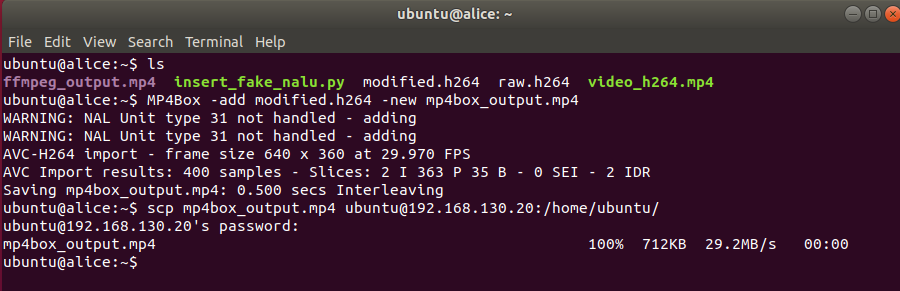 ubuntu@alice: ~
File Edit View Search Terminal Help
ubuntu@alice:~$ ls
ffmpeg_output.mp4 insert_fake_nalu.py modified.h264 raw.h264 video_h264.mp4
ubuntu@alice:~$ MP4Box -add modified.h264 -new mp4box_output.mp4
WARNING: NAL Unit type 31 not handled - adding
WARNING: NAL Unit type 31 not handled - adding
AVC-H264 import - frame size 640 x 360 at 29.970 FPS
AVC Import results: 400 samples - Slices: 2 I 363 P 35 B - 0 SEI - 2 IDR
Saving mp4box_output.mp4: 0.500 secs Interleaving
ubuntu@alice:~$ scp mp4box_output.mp4 ubuntu@192.168.130.20:/home/ubuntu/
ubuntu@192.168.130.20's password:
mp4box_output.mp4 100% 712KB 29.2MB/s 00:00
ubuntu@alice:~$